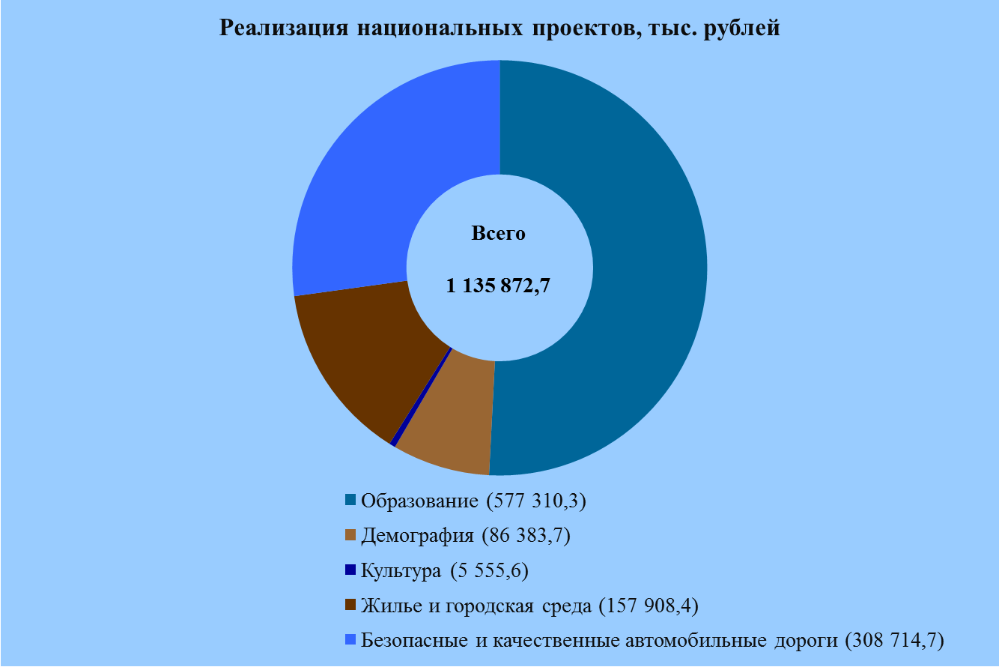 Реализация национальных проектов, тыс. рублей
Всего
1 135 872,7
Образование (577 310,3)
Демография (86 383,7)
Культура (5 555,6)
Жилье и городская среда (157 908,4)
Безопасные и качественные автомобильные дороги (308 714,7)